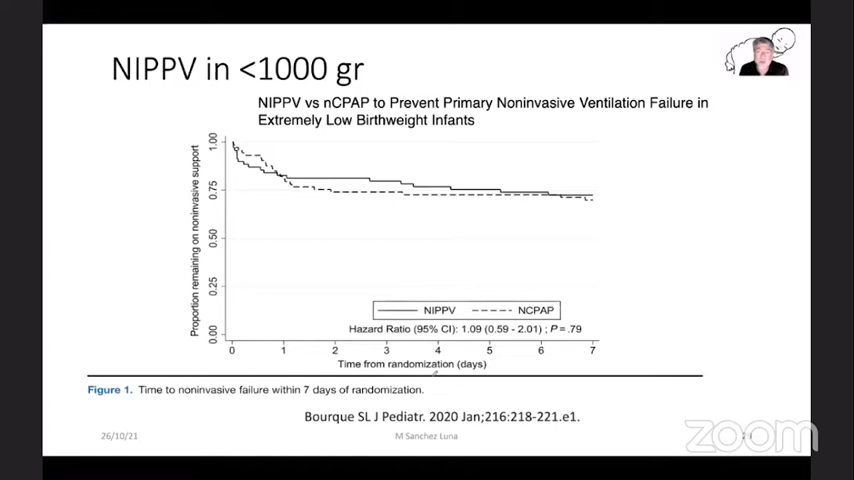 NIPPV in <1000 gr
NIPPV vs nCPAP to Prevent Primary Noninvasive Ventilation Failure in
Extremely Low Birthweight Infants
Proportion remaining on noninvasive support
1.00
0.75
0.50
0.25
0.00
NIPPV
NCPAP
Hazard Ratio (95% CI): 1.09 (0.59 - 2.01) ; P = .79
0 1 2 3 4 5 6 7
Time from randomization (days)
Figure 1. Time to noninvasive failure within 7 days of randomization.
Bourque SL J Pediatr. 2020 Jan;216:218-221.e1.
26/10/21
M Sanchez Luna
zoom